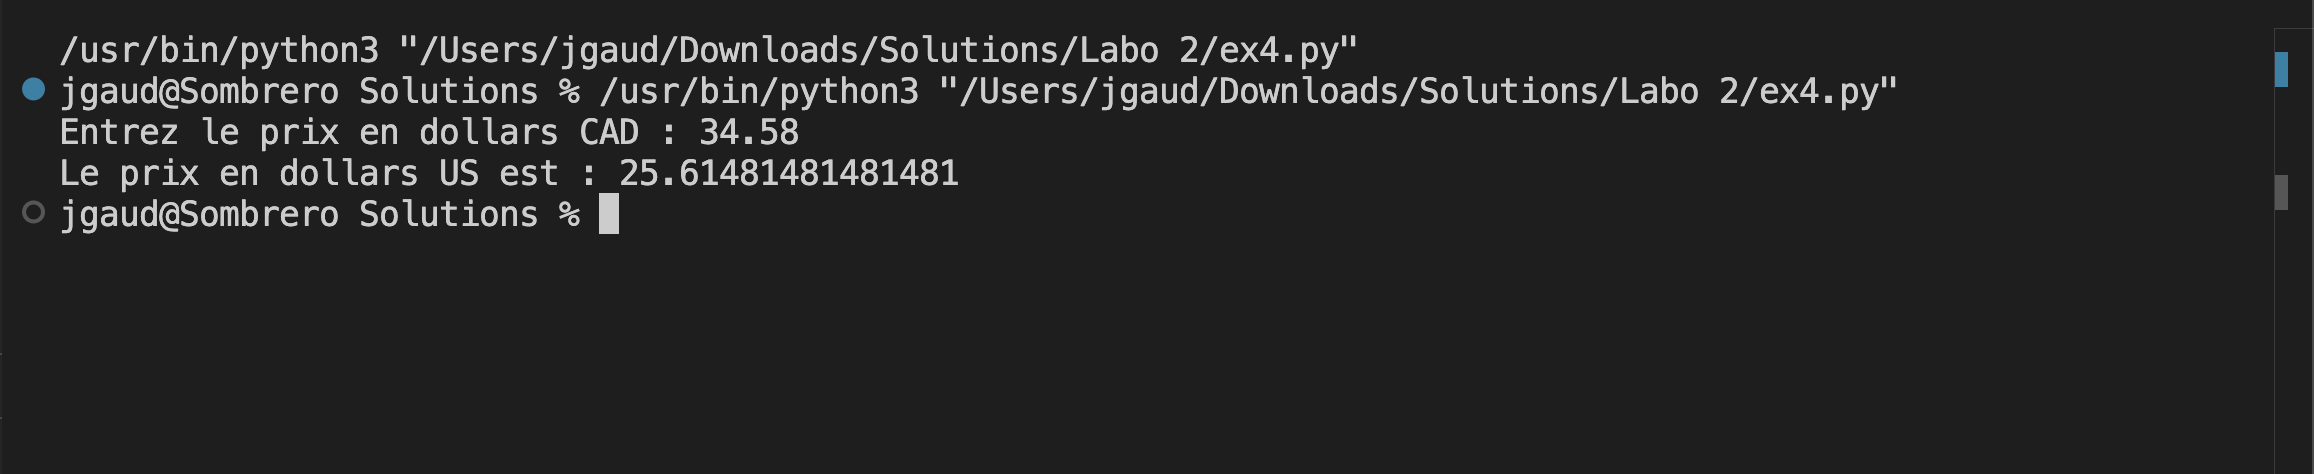 /usr/bin/python3 "/Users/jgaud/Downloads/Solutions/Labo 2/ex4.py"
jgaud@Sombrero Solutions % /usr/bin/python3 "/Users/jgaud/Downloads/Solutions/Labo 2/ex4.py"
Entrez le prix en dollars CAD : 34.58
Le prix en dollars US est : 25.61481481481481
jgaud@Sombrero Solutions %